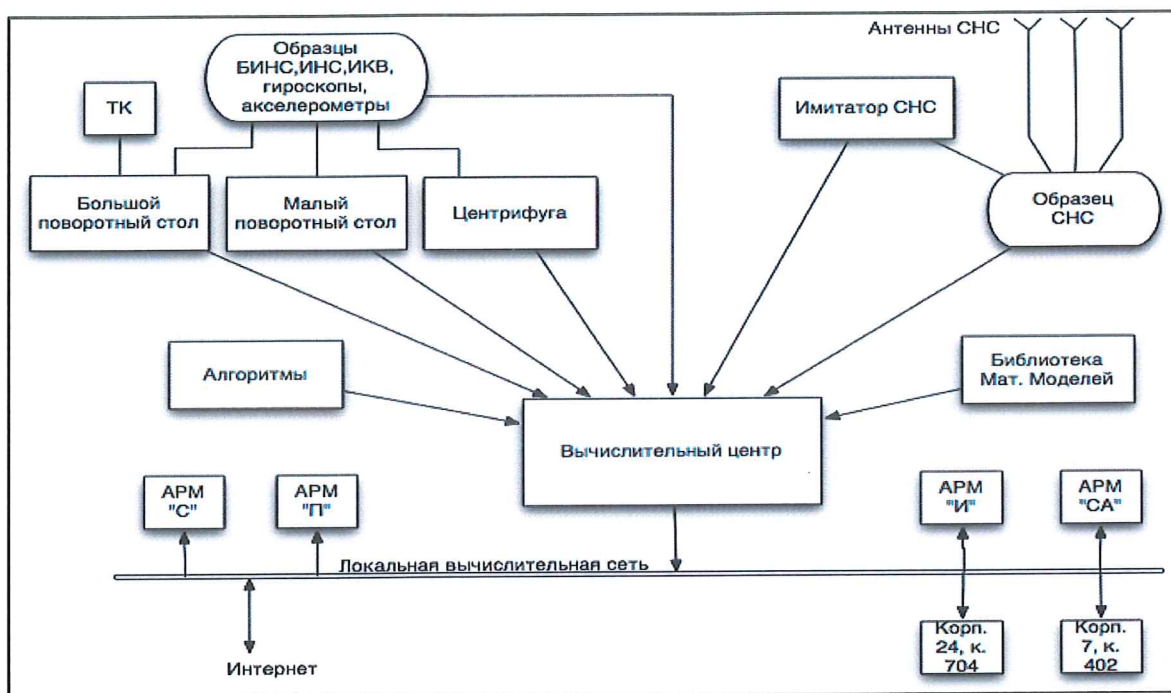 Антенны СНС
Образцы
БИНС,ИНС,ИКВ,
гироскопы,
акселерометры
ТК
Имитатор СНС
Большой
поворотный стол
Малый
поворотный стол
Центрифуга
Образец
СНС
Алгоритмы
Библиотека
Мат. Моделей
Вычислительный центр
АРМ
"С"
АРМ
"П"
АРМ
"И"
АРМ
"СА"
Локальная вычислительная сеть
Интернет
Корп.
24, к.
704
Корп.
7, к.
402